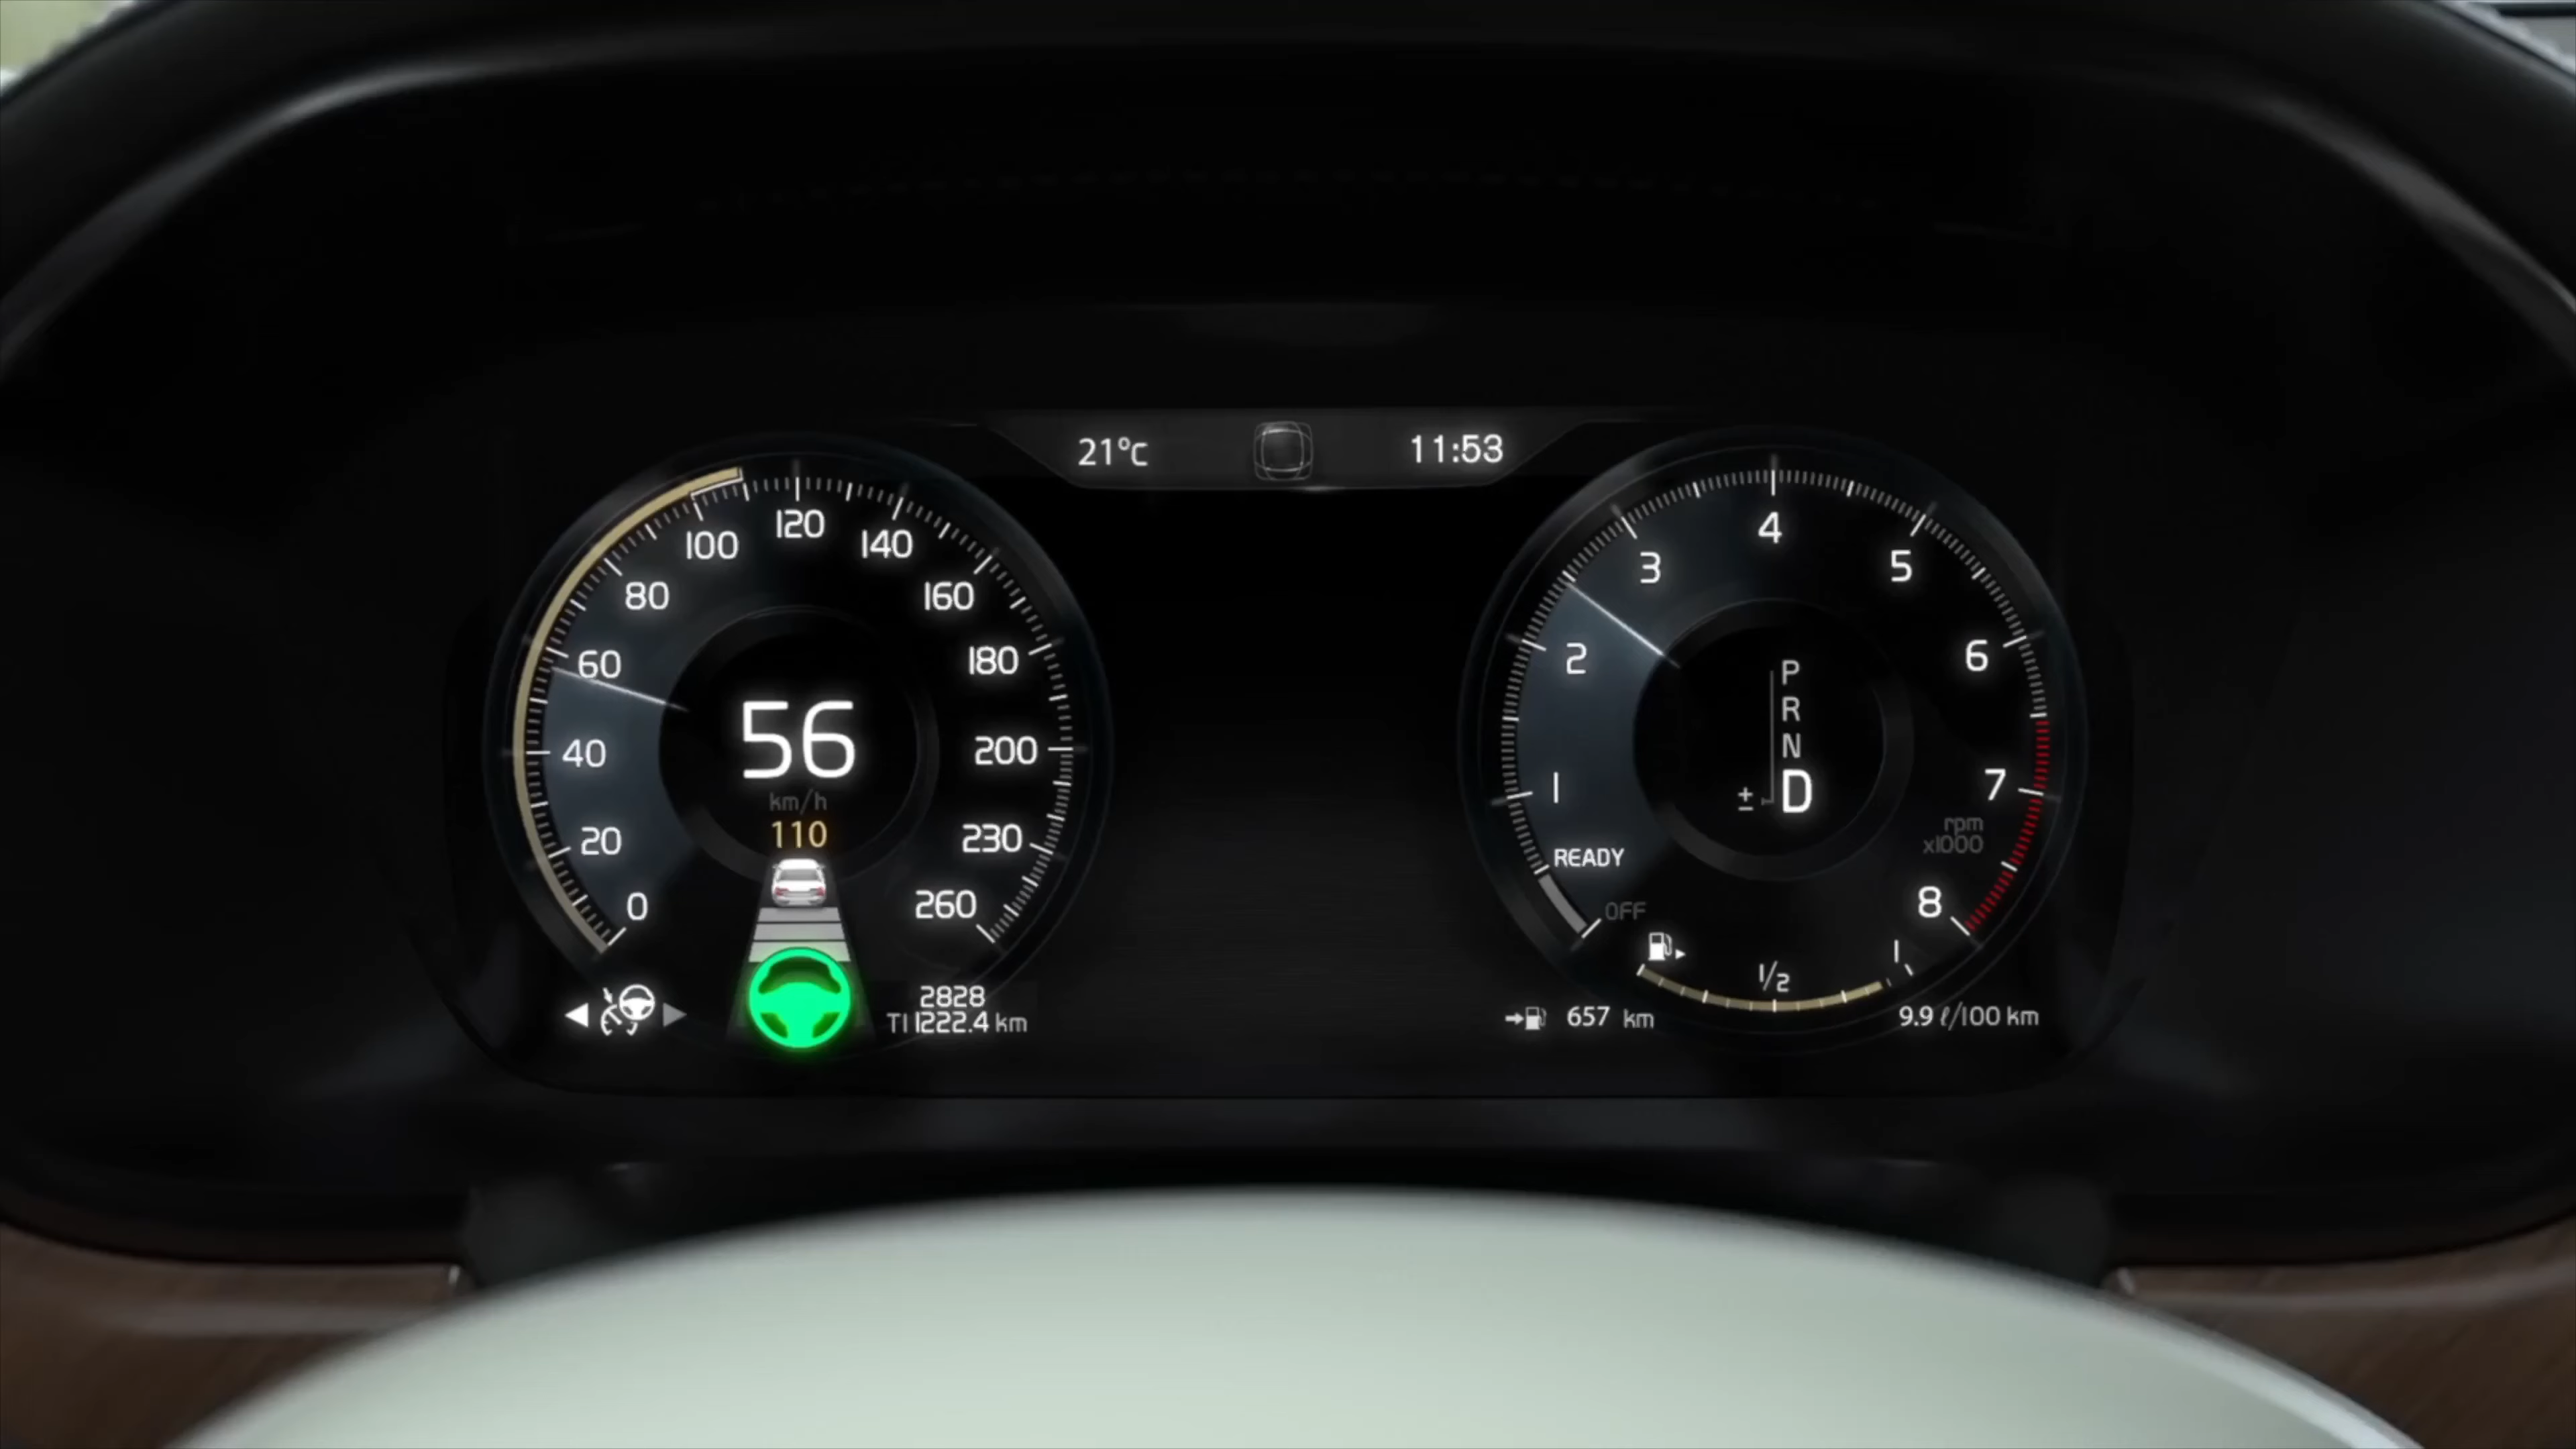 21°C
11:53
0
20
40
60
80
100
120
140
160
180
200
230
260
56
km/h
110
2828
T1 1222.4 km
1
2
3
4
5
6
7
8
rpm
x1000
READY
OFF
P
R
N
D
±
1/2
1
657 km
9.9 ℓ/100 km